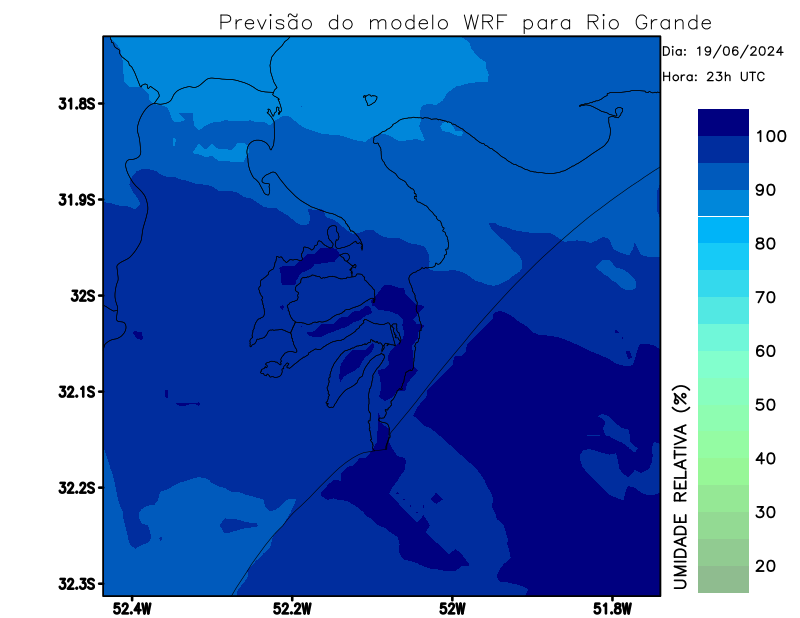 Previsão do modelo WRF para Rio Grande
Dia: 19/06/2024
Hora: 23h UTC
31.8S
31.9S
32S
32.1S
32.2S
32.3S
52.4W
52.2W
52W
51.8W
100
90
80
70
60
50
40
30
20
UMIDADE RELATIVA (%)